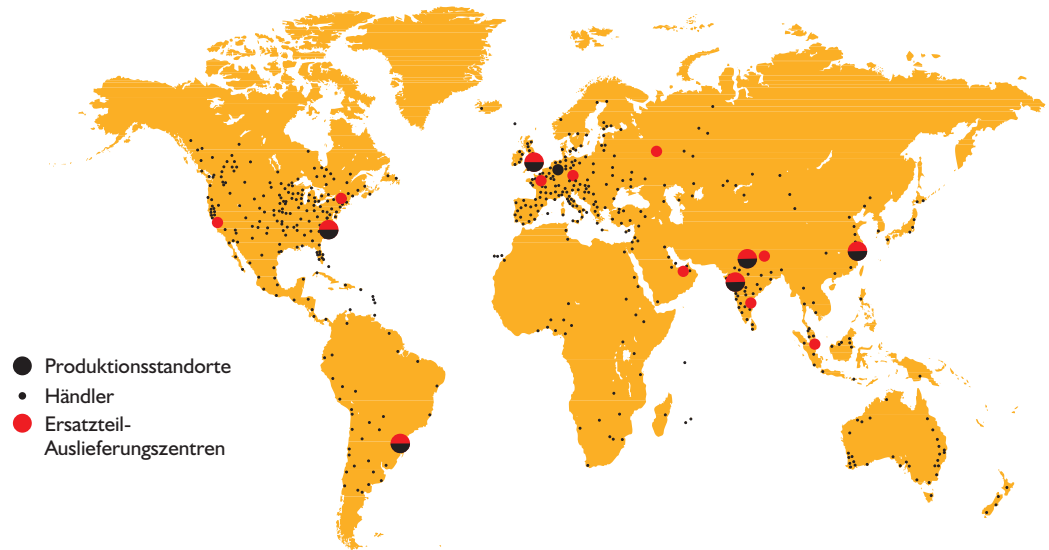 Produktionsstandorte
Händler
Ersatzteil-
Auslieferungszentren